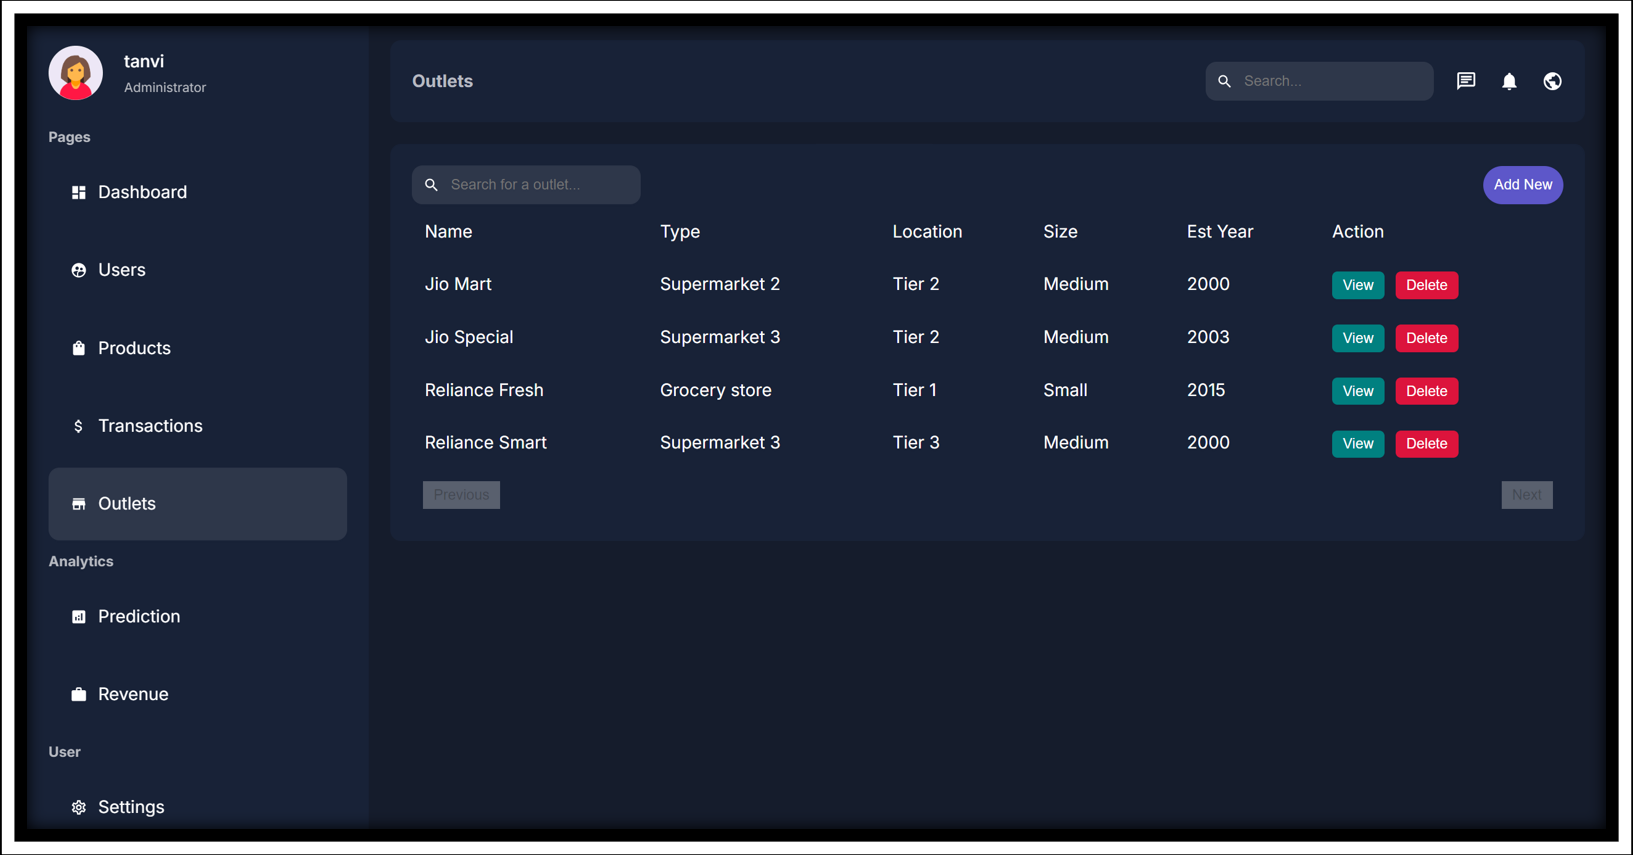 tanvi
Administrator
Pages
Dashboard
Users
Products
Transactions
Outlets
Analytics
Prediction
Revenue
User
Settings
Outlets
Search...
Search for a outlet...
Add New
Name Type Location Size Est Year Action
Jio Mart Supermarket 2 Tier 2 Medium 2000 View Delete
Jio Special Supermarket 3 Tier 2 Medium 2003 View Delete
Reliance Fresh Grocery store Tier 1 Small 2015 View Delete
Reliance Smart Supermarket 3 Tier 3 Medium 2000 View Delete
Previous Next